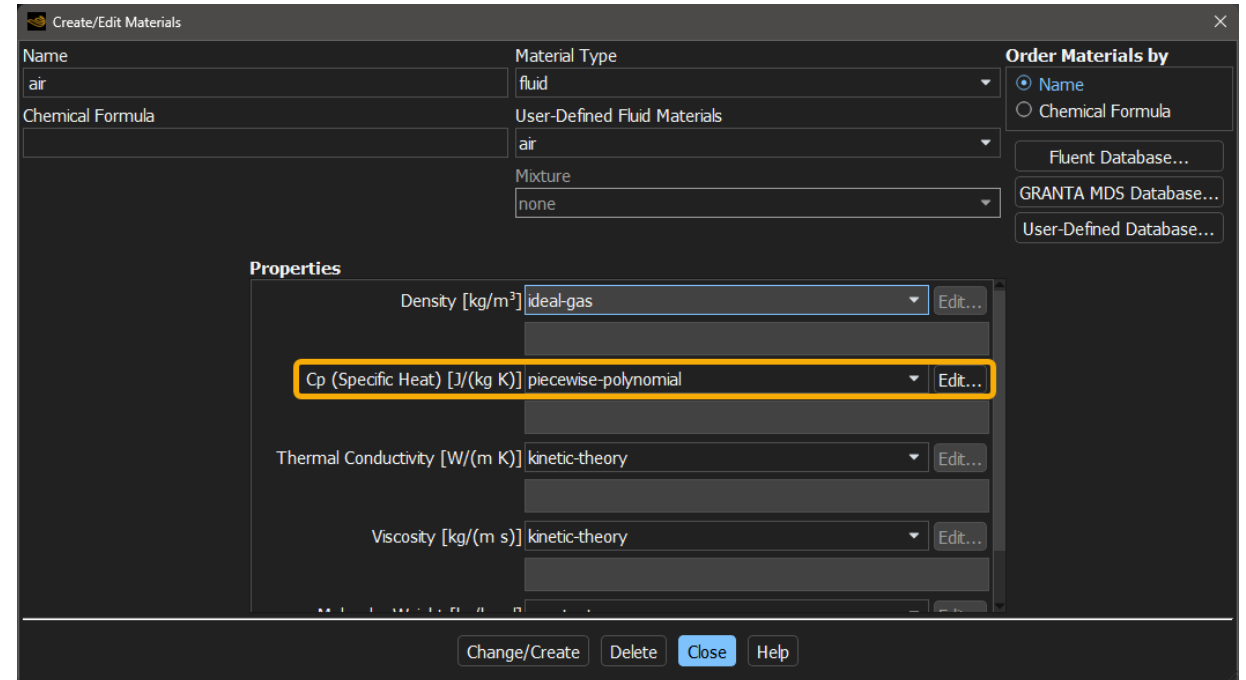 Create/Edit Materials
Name
Material Type
Order Materials by
air
fluid
Name
Chemical Formula
User-Defined Fluid Materials
Chemical Formula
air
Fluent Database...
Mixture
none
GRANTA MDS Database...
User-Defined Database...
Properties
Density [kg/m³] ideal-gas Edit...
Cp (Specific Heat) [J/(kg K)] piecewise-polynomial Edit...
Thermal Conductivity [W/(m K)] kinetic-theory Edit...
Viscosity [kg/(m s)] kinetic-theory Edit...
Change/Create Delete Close Help